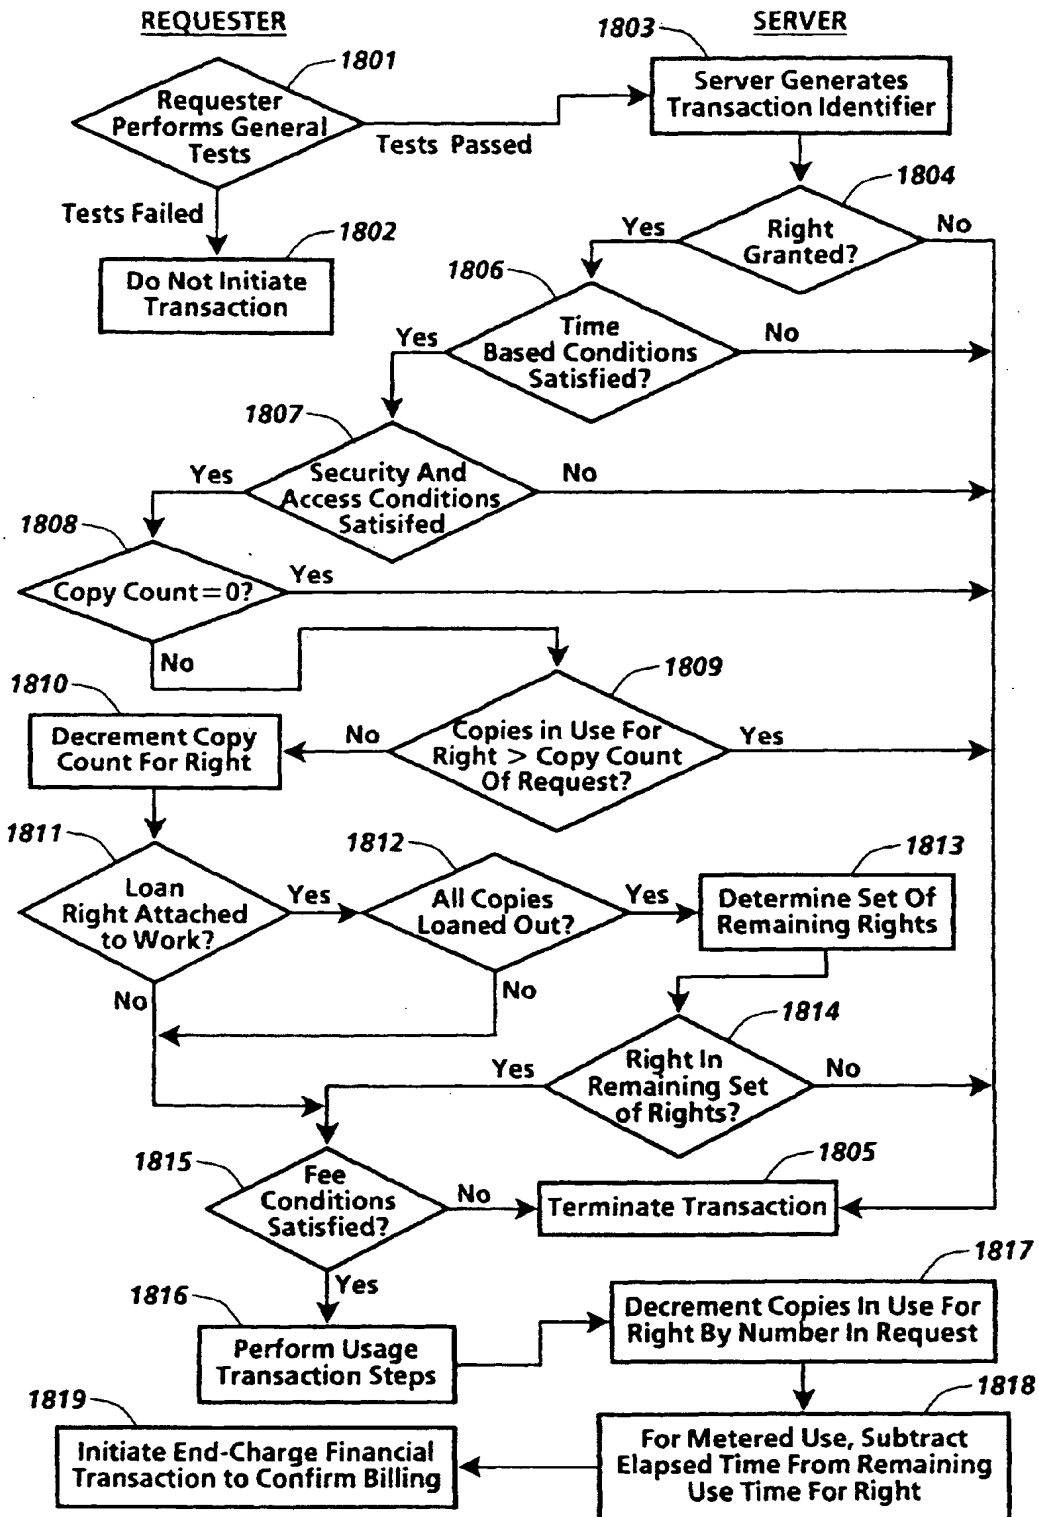 REQUESTER
SERVER
1801
1803
Requester
Performs General
Tests
Server Generates
Transaction Identifier
Tests Passed
Tests Failed
1802
Do Not Initiate
Transaction
1804
Right
Granted?
Yes
No
1806
Time
Based Conditions
Satisfied?
Yes
No
1807
Security And
Access Conditions
Satisifed
Yes
No
1808
Copy Count=0?
Yes
No
1809
Copies in Use For
Right > Copy Count
Of Request?
No
Yes
1810
Decrement Copy
Count For Right
1811
Loan
Right Attached
to Work?
Yes
No
1812
All Copies
Loaned Out?
Yes
No
1813
Determine Set Of
Remaining Rights
1814
Right In
Remaining Set
of Rights?
Yes
No
1815
Fee
Conditions
Satisfied?
No
Yes
1805
Terminate Transaction
1816
Perform Usage
Transaction Steps
1817
Decrement Copies In Use For
Right By Number In Request
1818
For Metered Use, Subtract
Elapsed Time From Remaining
Use Time For Right
1819
Initiate End-Charge Financial
Transaction to Confirm Billing